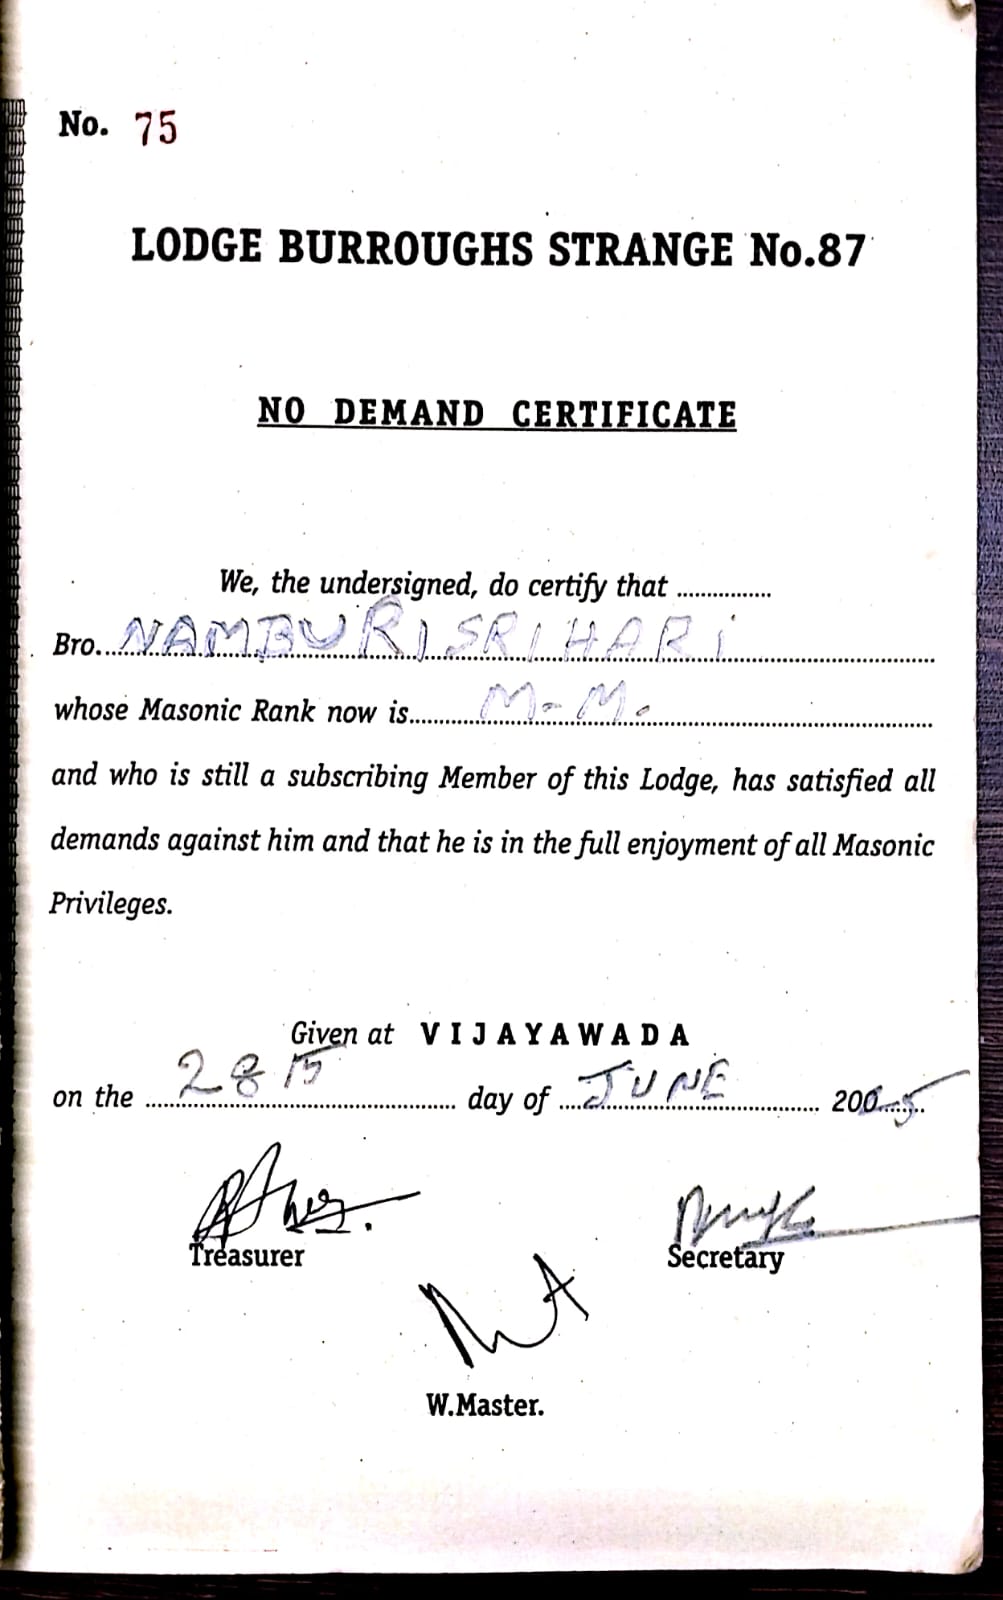 No. 75
LODGE BURROUGHS STRANGE No.87
NO DEMAND CERTIFICATE
We, the undersigned, do certify that ................
Bro. NAMBURI SRI HARI
whose Masonic Rank now is M-M.
and who is still a subscribing Member of this Lodge, has satisfied all
demands against him and that he is in the full enjoyment of all Masonic
Privileges.
Given at VIJAYAWADA
on the 28 day of JUNE
Treasurer
Secretary
W.Master.